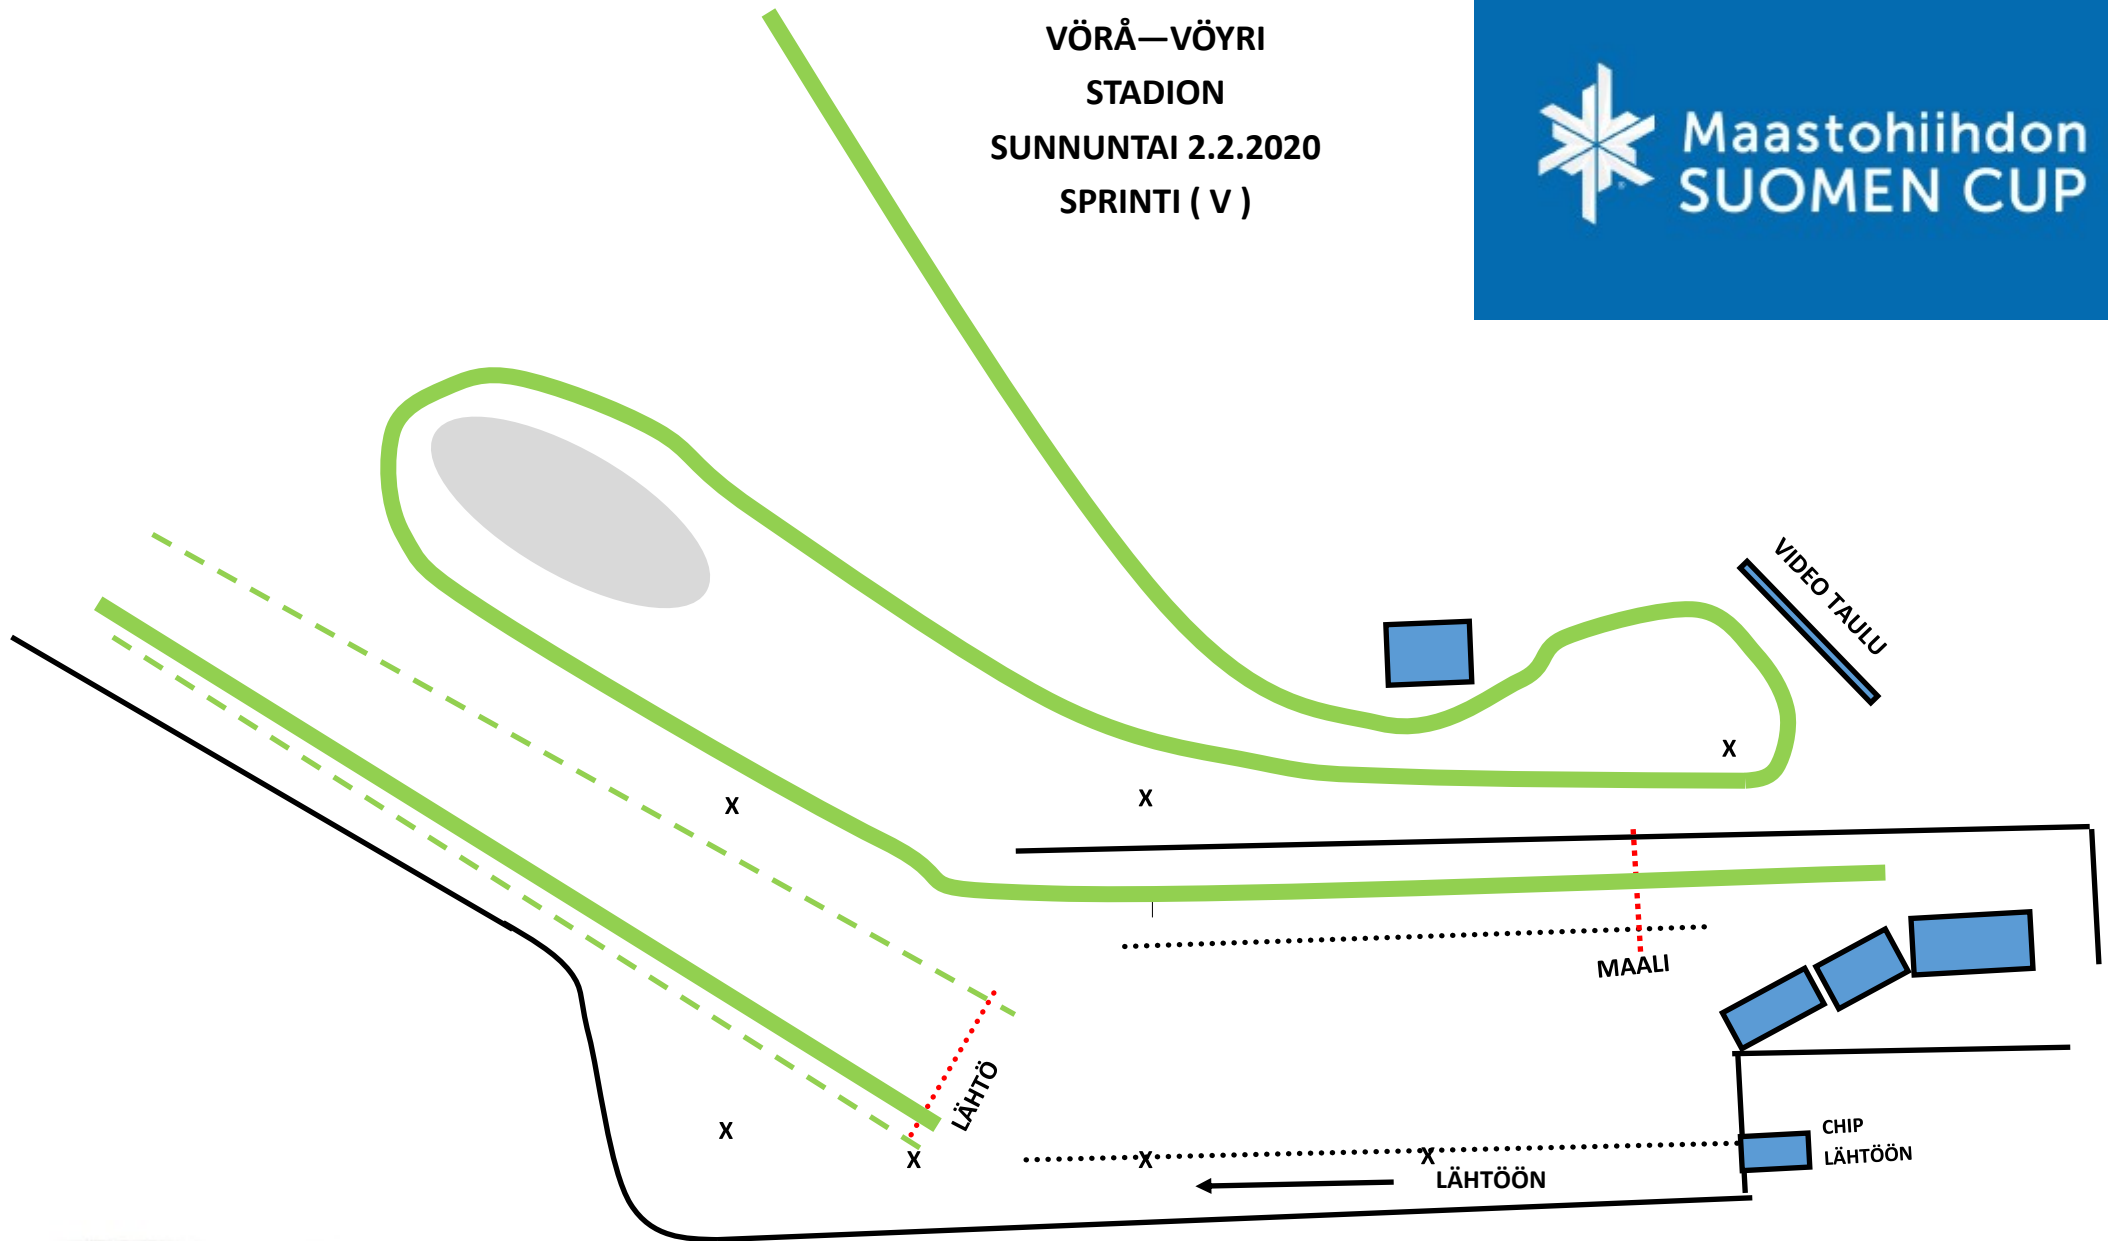 VÖRÅ—VÖYRI
STADION
SUNNUNTAI 2.2.2020
SPRINTI ( V )
Maastohiihdon
SUOMEN CUP
VIDEO TAULU
X
X
X
MAALI
LÄHTÖ
X
X
X
X
CHIP
LÄHTÖÖN
LÄHTÖÖN